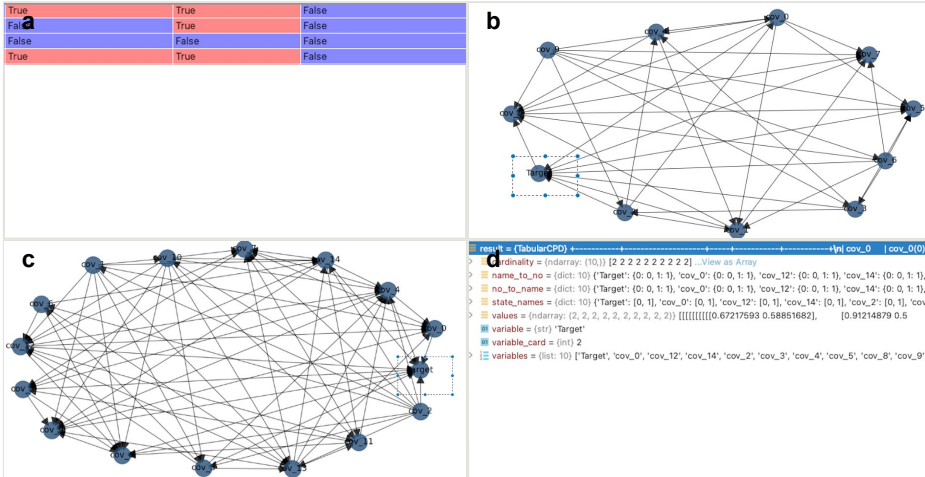 a
True True False
False True False
False False False
True True False
b
cov_0
cov_9
cov_7
cov_5
cov_6
cov_3
cov_1
c
cov_10
cov_14
cov_4
cov_0
cov_2
cov_11
cov_13
d
result = {TabularCPD} cov_0 | cov_0(0)
cardinality = {ndarray: (10,)} [2 2 2 2 2 2 2 2 2 2] ...View as Array
name_to_no = {dict: 10} {'Target': {0: 0, 1: 1}, 'cov_0': {0: 0, 1: 1}, 'cov_12': {0: 0, 1: 1}, 'cov_14': {0: 0, 1: 1},
no_to_name = {dict: 10} {'Target': {0: 0, 1: 1}, 'cov_0': {0: 0, 1: 1}, 'cov_12': {0: 0, 1: 1}, 'cov_14': {0: 0, 1: 1},
state_names = {dict: 10} {'Target': [0, 1], 'cov_0': [0, 1], 'cov_12': [0, 1], 'cov_14': [0, 1], 'cov_2': [0, 1], 'cov_3': [0, 1], cov
values = {ndarray: (2, 2, 2, 2, 2, 2, 2, 2, 2, 2)} [[[[[[[[[[0.67217593 0.58851682], [0.91214879 0.5
variable = {str} 'Target'
variable_card = {int} 2
variables = {list: 10} ['Target', 'cov_0', 'cov_12', 'cov_14', 'cov_2', 'cov_3', 'cov_4', 'cov_5', 'cov_8', 'cov_9'